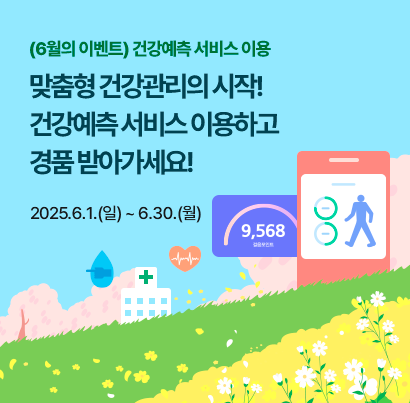 (6월의 이벤트) 건강예측 서비스 이용
맞춤형 건강관리의 시작!
건강예측 서비스 이용하고
경품 받아가세요!
2025.6.1.(일) ~ 6.30.(월)
9,568